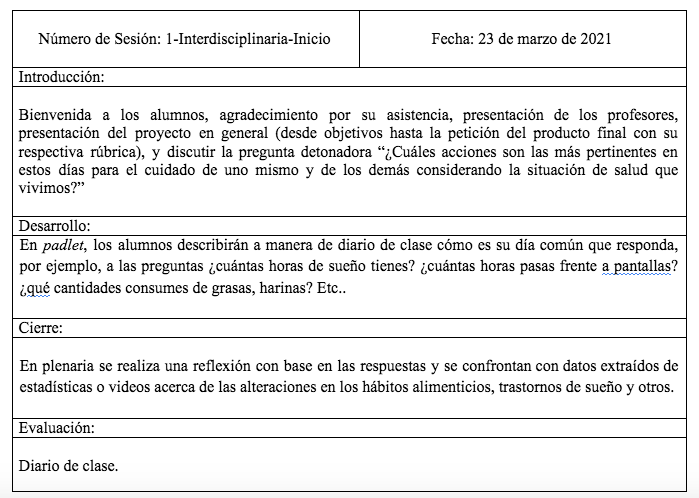 Número de Sesión: 1-Interdisciplinaria-Inicio
Fecha: 23 de marzo de 2021
Introducción:
Bienvenida a los alumnos, agradecimiento por su asistencia, presentación de los profesores,
presentación del proyecto en general (desde objetivos hasta la petición del producto final con su
respectiva rúbrica), y discutir la pregunta detonadora “¿Cuáles acciones son las más pertinentes en
estos días para el cuidado de uno mismo y de los demás considerando la situación de salud que
vivimos?”
Desarrollo:
En padlet, los alumnos describirán a manera de diario de clase cómo es su día común que responda,
por ejemplo, a las preguntas ¿cuántas horas de sueño tienes? ¿cuántas horas pasas frente a pantallas?
¿qué cantidades consumes de grasas, harinas? Etc..
Cierre:
En plenaria se realiza una reflexión con base en las respuestas y se confrontan con datos extraídos de
estadísticas o videos acerca de las alteraciones en los hábitos alimenticios, trastornos de sueño y otros.
Evaluación:
Diario de clase.